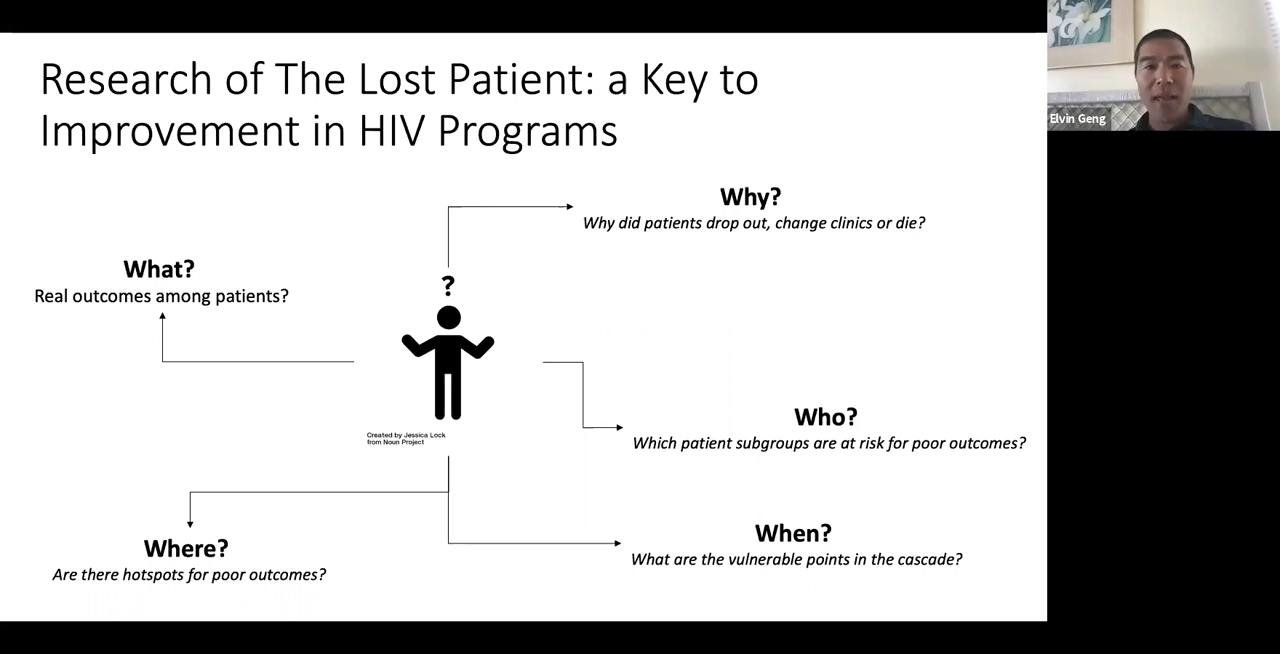 Research of The Lost Patient: a Key to
Improvement in HIV Programs
Elvin Geng
Why?
Why did patients drop out, change clinics or die?
What?
Real outcomes among patients?
?
Who?
Which patient subgroups are at risk for poor outcomes?
Created by Jessica Lock
from Noun Project
Where?
Are there hotspots for poor outcomes?
When?
What are the vulnerable points in the cascade?